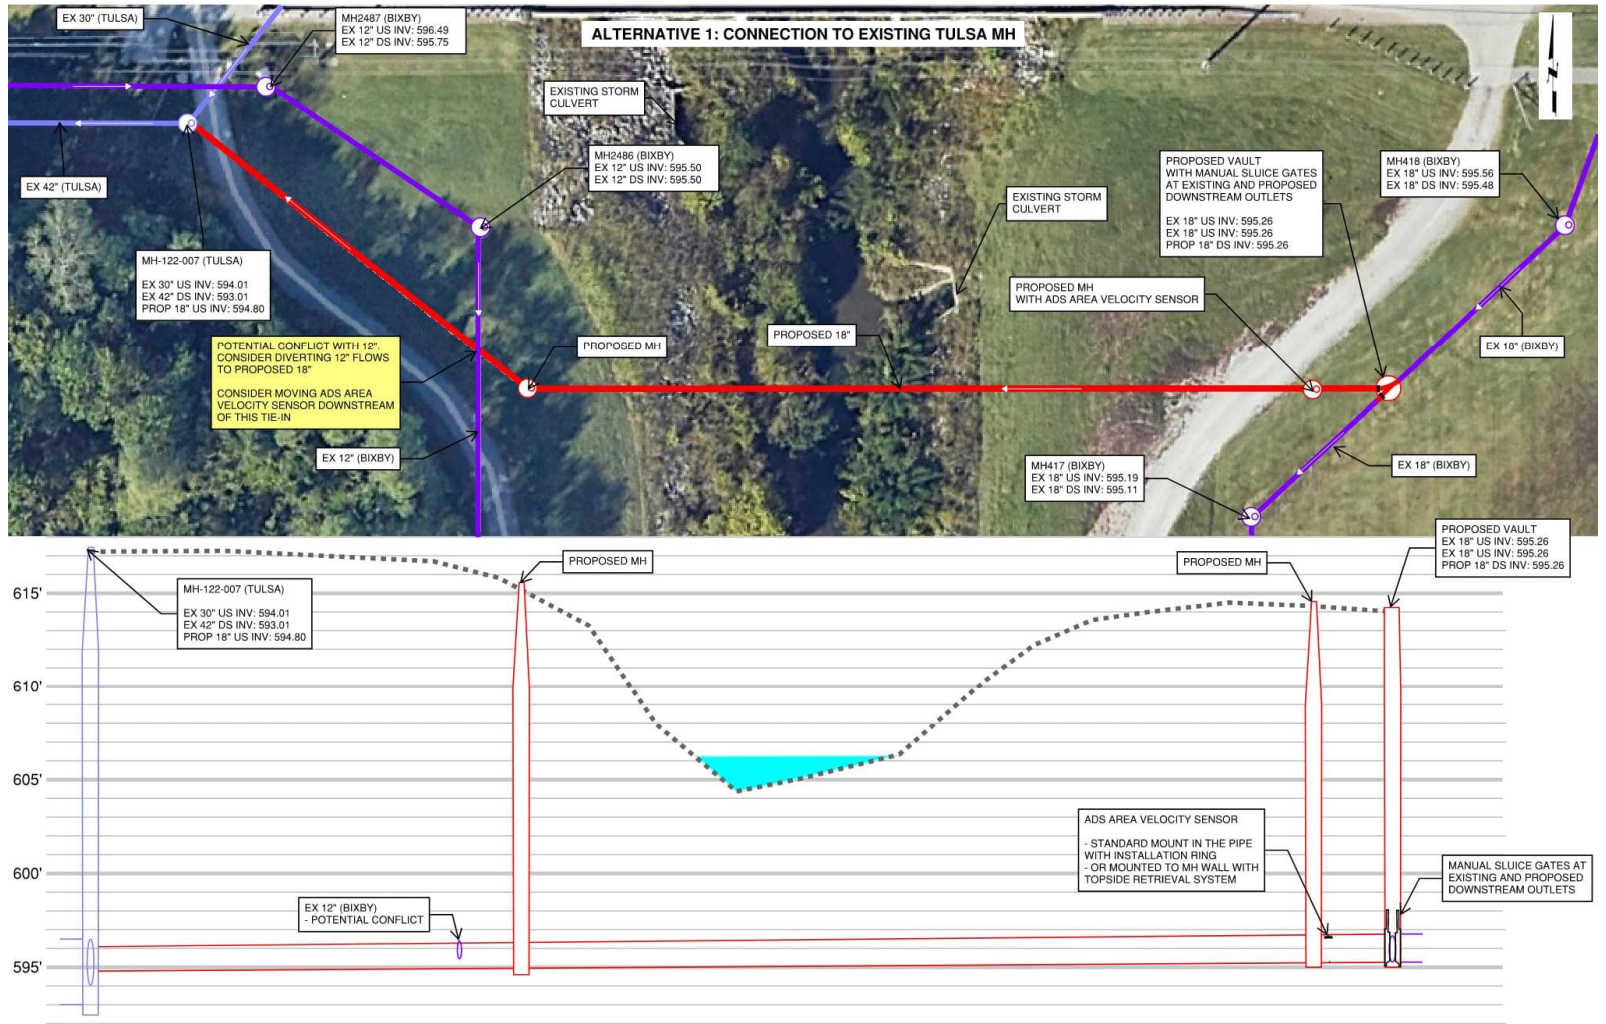 ALTERNATIVE 1: CONNECTION TO EXISTING TULSA MH
EX 30" (TULSA)
MH2487 (BIXBY)
EX 12" US INV: 596.49
EX 12" DS INV: 595.75
EXISTING STORM
CULVERT
MH2486 (BIXBY)
EX 12" US INV: 595.50
EX 12" DS INV: 595.50
EX 42" (TULSA)
PROPOSED VAULT
WITH MANUAL SLUICE GATES
AT EXISTING AND PROPOSED
DOWNSTREAM OUTLETS
EX 18" US INV: 595.26
EX 18" US INV: 595.26
PROP 18" DS INV: 595.26
MH418 (BIXBY)
EX 18" US INV: 595.56
EX 18" DS INV: 595.48
EXISTING STORM
CULVERT
MH-122-007 (TULSA)
EX 30" US INV: 594.01
EX 42" DS INV: 593.01
PROP 18" US INV: 594.80
PROPOSED MH
WITH ADS AREA VELOCITY SENSOR
POTENTIAL CONFLICT WITH 12".
CONSIDER DIVERTING 12" FLOWS
TO PROPOSED 18"
CONSIDER MOVING ADS AREA
VELOCITY SENSOR DOWNSTREAM
OF THIS TIE-IN
PROPOSED MH
PROPOSED 18"
EX 18" (BIXBY)
EX 12" (BIXBY)
MH417 (BIXBY)
EX 18" US INV: 595.19
EX 18" DS INV: 595.11
EX 18" (BIXBY)
PROPOSED VAULT
EX 18" US INV: 595.26
EX 18" US INV: 595.26
PROP 18" DS INV: 595.26
PROPOSED MH
PROPOSED MH
MH-122-007 (TULSA)
EX 30" US INV: 594.01
EX 42" DS INV: 593.01
PROP 18" US INV: 594.80
615'
610'
605'
600'
595'
ADS AREA VELOCITY SENSOR
- STANDARD MOUNT IN THE PIPE
WITH INSTALLATION RING
- OR MOUNTED TO MH WALL WITH
TOPSIDE RETRIEVAL SYSTEM
MANUAL SLUICE GATES AT
EXISTING AND PROPOSED
DOWNSTREAM OUTLETS
EX 12" (BIXBY)
- POTENTIAL CONFLICT